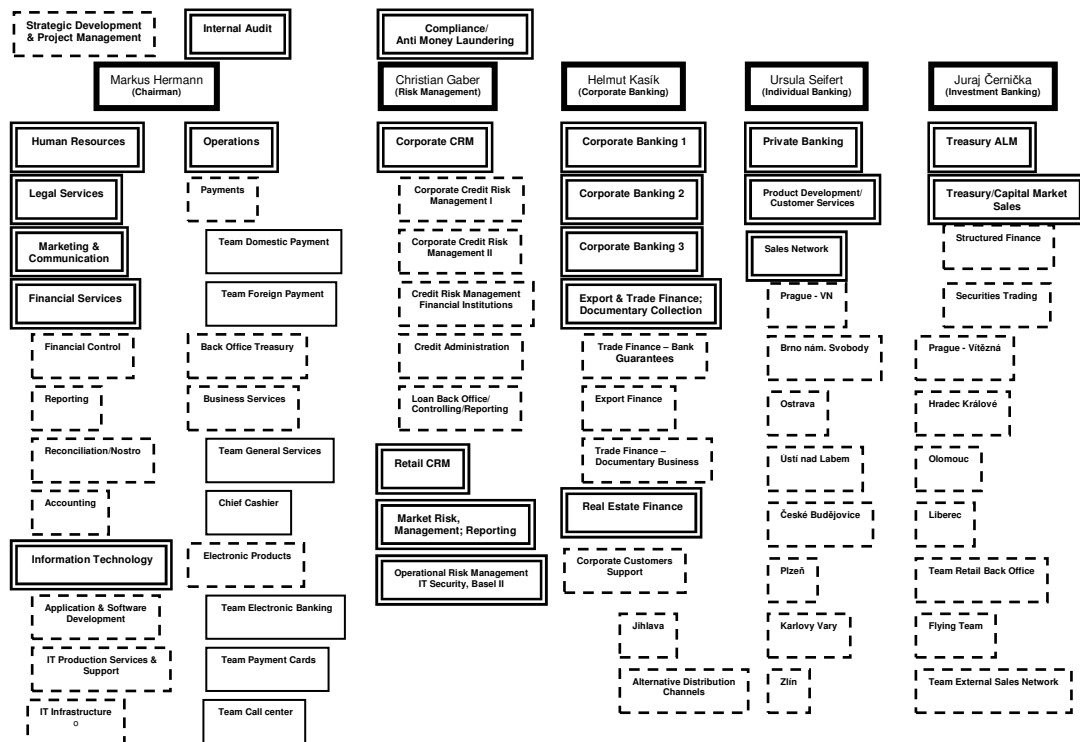 Strategic Development
& Project Management
Internal Audit
Compliance/
Anti Money Laundering
Markus Hermann
(Chairman)
Christian Gaber
(Risk Management)
Helmut Kasík
(Corporate Banking)
Ursula Seifert
(Individual Banking)
Juraj Černička
(Investment Banking)
Human Resources
Legal Services
Marketing &
Communication
Financial Services
Financial Control
Reporting
Reconciliation/Nostro
Accounting
Information Technology
Application & Software
Development
IT Production Services &
Support
IT Infrastructure
o
Operations
Payments
Team Domestic Payment
Team Foreign Payment
Back Office Treasury
Business Services
Team General Services
Chief Cashier
Electronic Products
Team Electronic Banking
Team Payment Cards
Team Call center
Corporate CRM
Corporate Credit Risk
Management I
Corporate Credit Risk
Management II
Credit Risk Management
Financial Institutions
Credit Administration
Loan Back Office/
Controlling/Reporting
Retail CRM
Market Risk,
Management; Reporting
Operational Risk Management
IT Security, Basel II
Corporate Banking 1
Corporate Banking 2
Corporate Banking 3
Export & Trade Finance;
Documentary Collection
Trade Finance – Bank
Guarantees
Export Finance
Trade Finance –
Documentary Business
Real Estate Finance
Corporate Customers
Support
Jihlava
Alternative Distribution
Channels
Private Banking
Product Development/
Customer Services
Sales Network
Prague - VN
Brno nám. Svobody
Ostrava
Ústí nad Labem
České Budějovice
Plzeň
Karlovy Vary
Zlín
Treasury ALM
Treasury/Capital Market
Sales
Structured Finance
Securities Trading
Prague - Vítězná
Hradec Králové
Olomouc
Liberec
Team Retail Back Office
Flying Team
Team External Sales Network